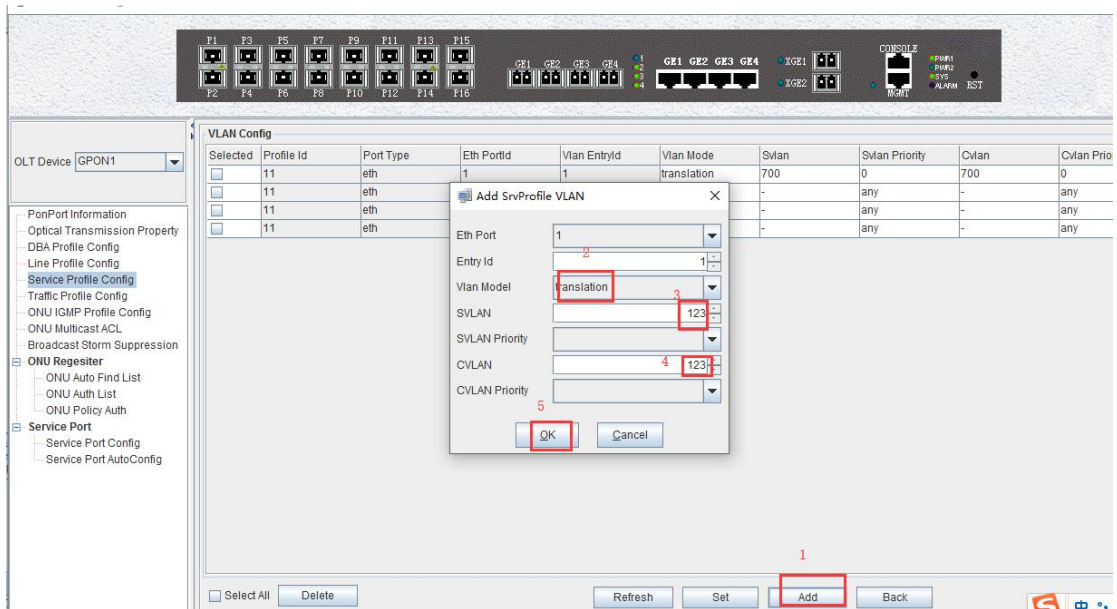 P1 P3 P5 P7 P9 P11 P13 P15
P2 P4 P6 P8 P10 P12 P14 P16
GE1 GE2 GE3 GE4
1
2
3
4
GE1 GE2 GE3 GE4
XGE1
XGE2
CONSOLE
MGMT
PWR1
PWR2
SYS
ALARM
RST
OLT Device GPON1
PonPort Information
Optical Transmission Property
DBA Profile Config
Line Profile Config
Service Profile Config
Traffic Profile Config
ONU IGMP Profile Config
ONU Multicast ACL
Broadcast Storm Suppression
ONU Regesiter
ONU Auto Find List
ONU Auth List
ONU Policy Auth
Service Port
Service Port Config
Service Port AutoConfig
VLAN Config
Selected Profile Id Port Type Eth PortId Vlan EntryId Vlan Mode Svlan Svlan Priority Cvlan Cvlan Prio
11 eth 1 1 translation 700 0 700 0
11 eth - any - any
11 eth - any - any
11 eth - any - any
Add SrvProfile VLAN
Eth Port 1
2
Entry Id 1
Vlan Model translation
3
SVLAN 123
SVLAN Priority
CVLAN 4 123
CVLAN Priority
5
OK Cancel
1
Select All Delete Refresh Set Add Back
S 中